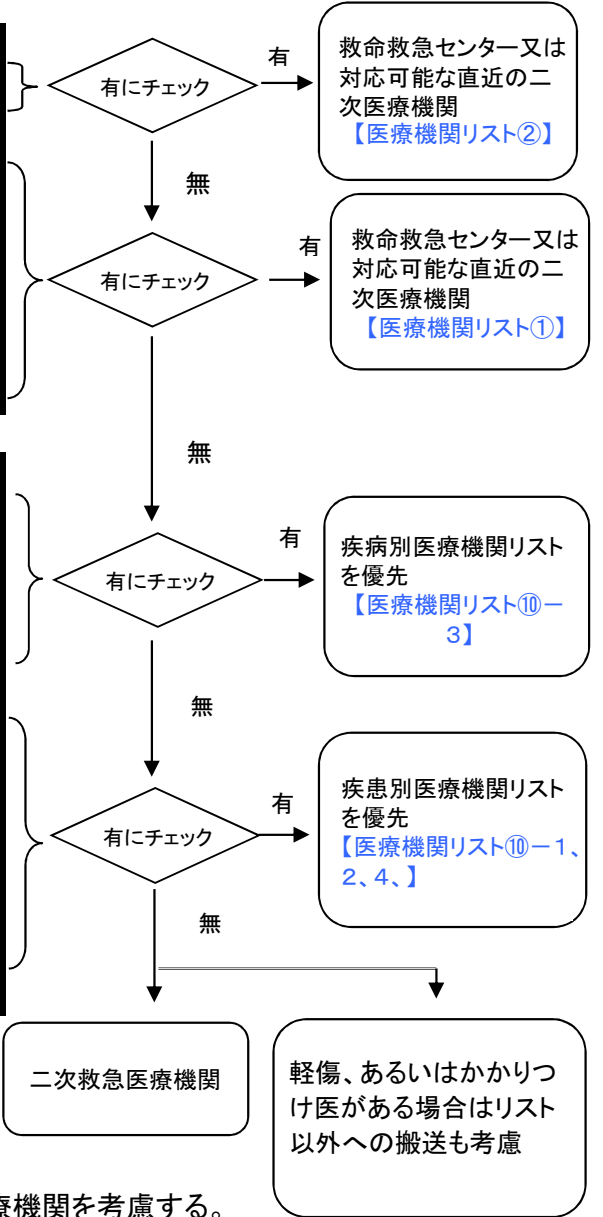 有にチェック
有
救命救急センター又は
対応可能な直近の二
次医療機関
【医療機関リスト②】
無
有にチェック
有
救命救急センター又は
対応可能な直近の二
次医療機関
【医療機関リスト①】
無
有にチェック
有
疾病別医療機関リスト
を優先
【医療機関リスト⑩－
３】
無
有にチェック
有
疾患別医療機関リスト
を優先
【医療機関リスト⑩－１、
２、４、】
無
二次救急医療機関
軽傷、あるいはかかりつ
け医がある場合はリスト
以外への搬送も考慮
療機関を考慮する。